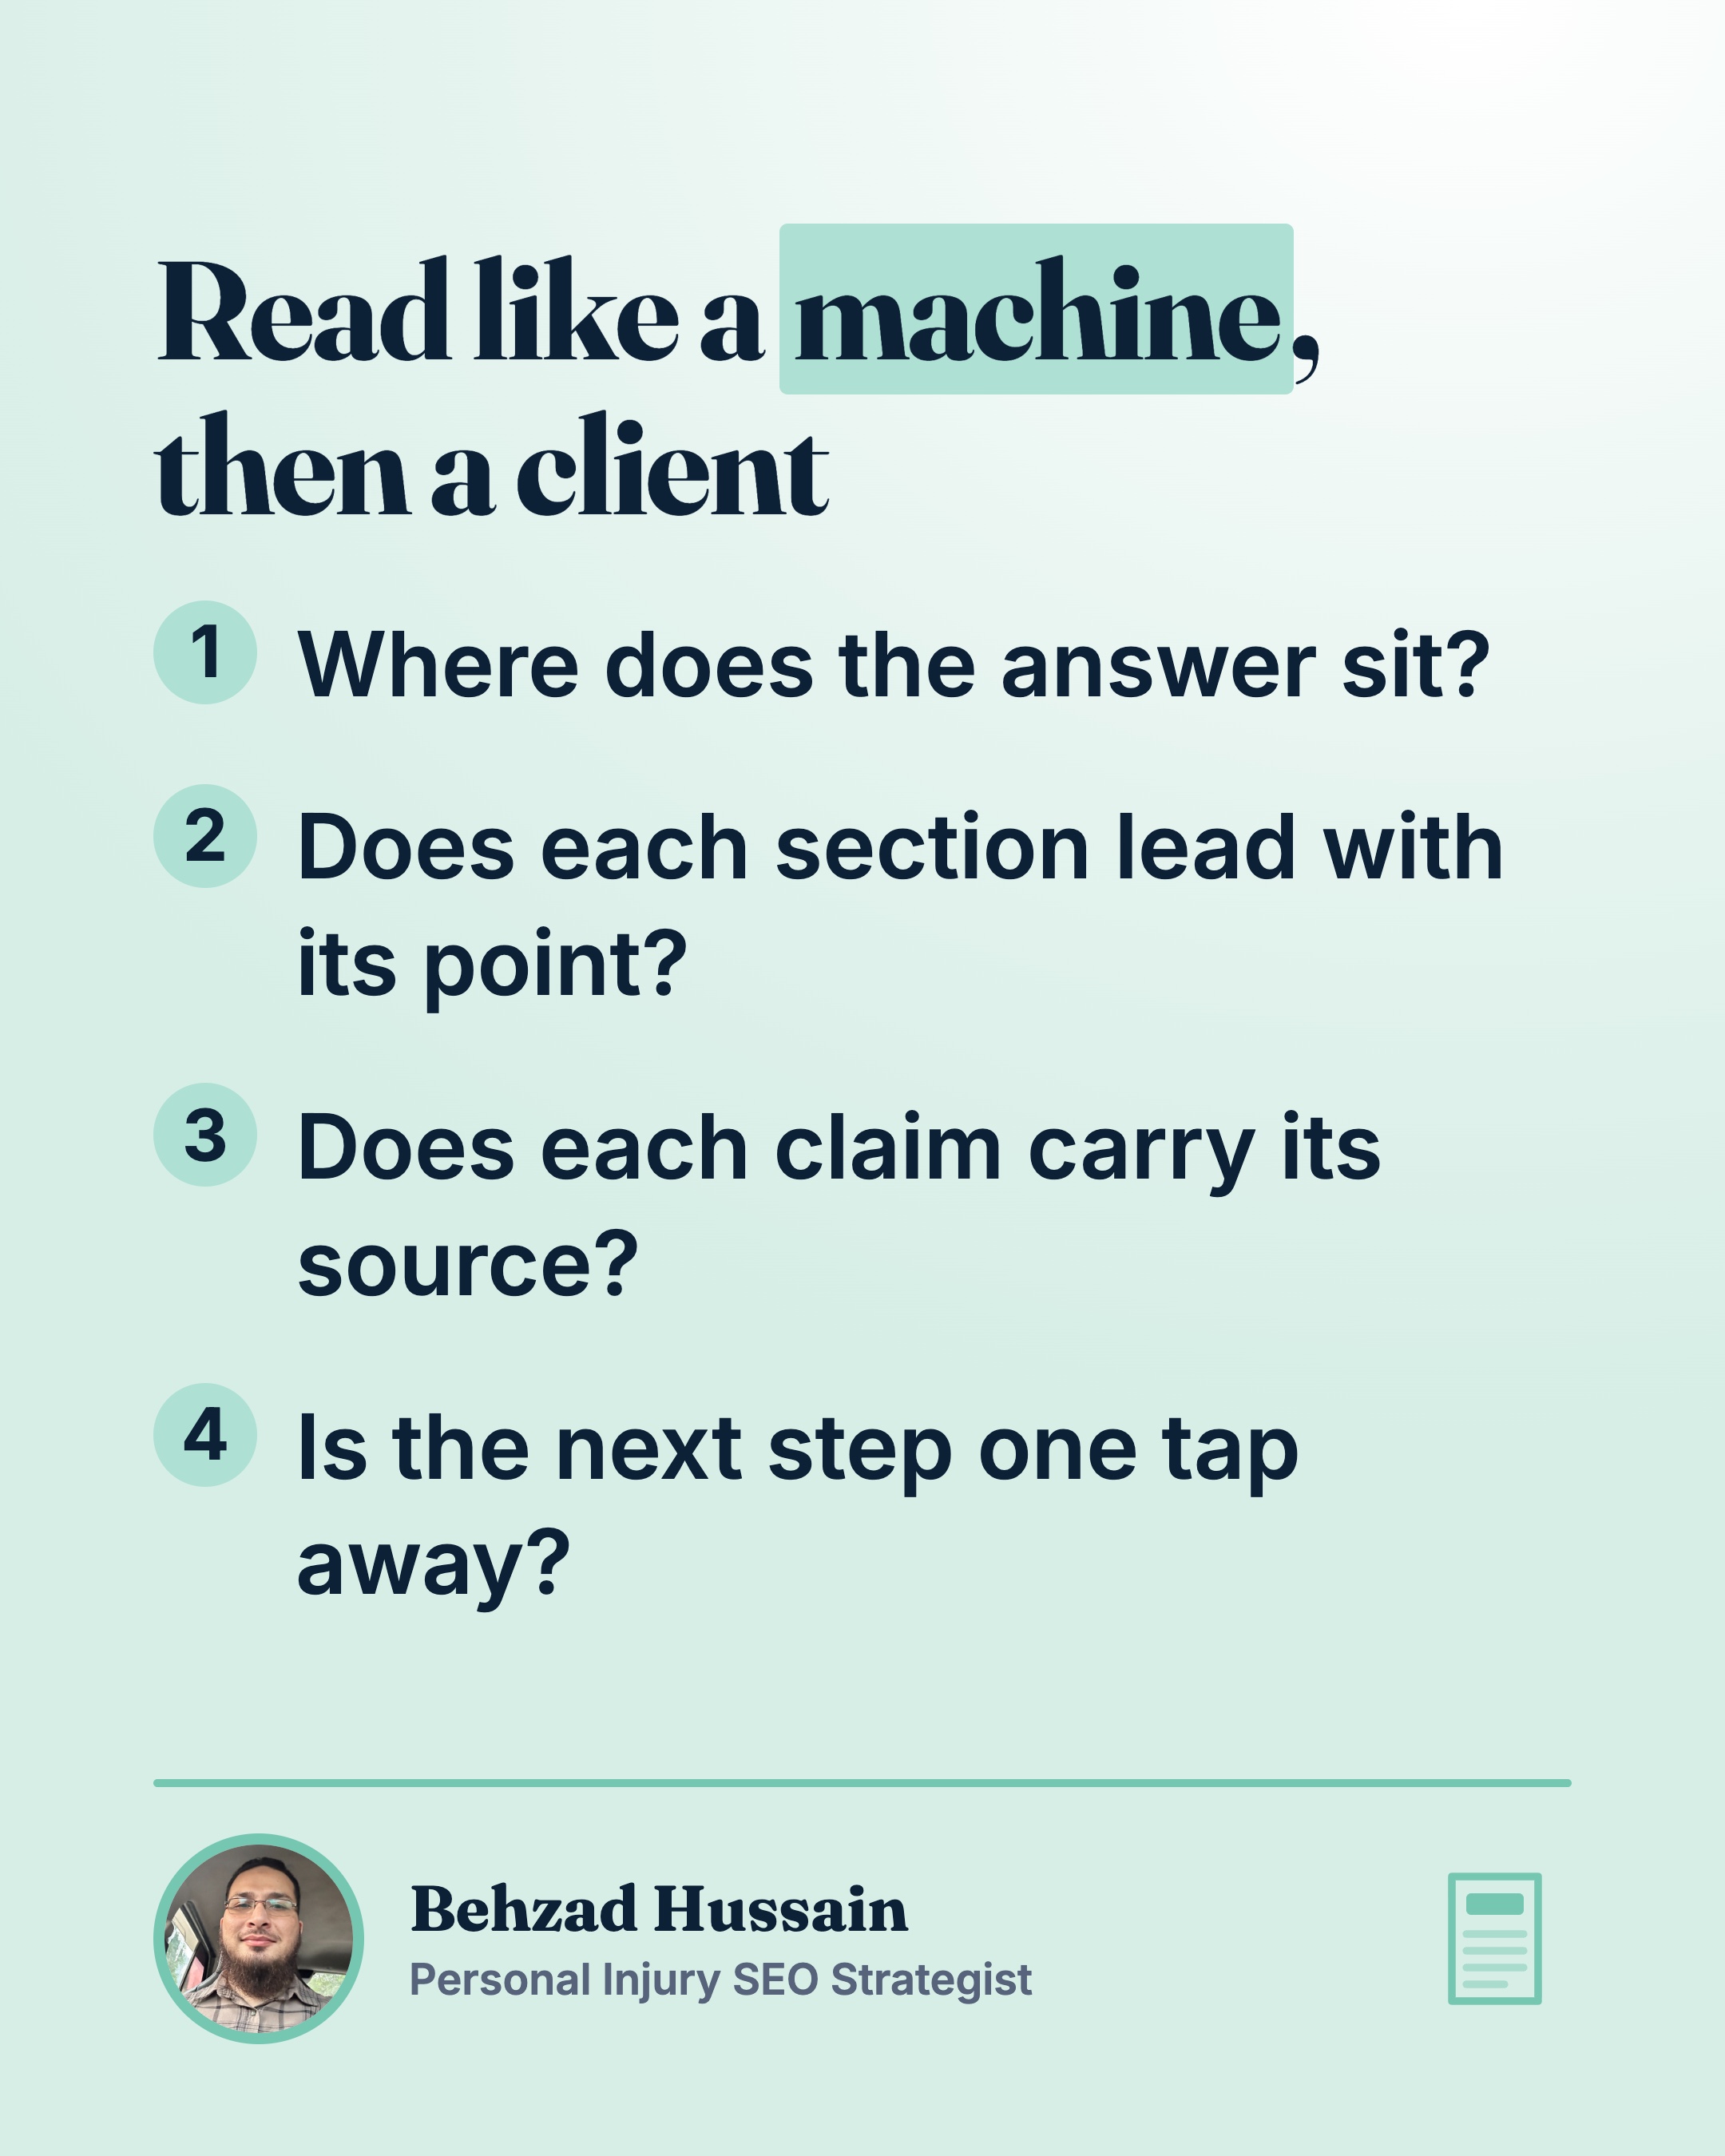 Read like a machine,
then a client
1 Where does the answer sit?
2 Does each section lead with
its point?
3 Does each claim carry its
source?
4 Is the next step one tap
away?
Behzad Hussain
Personal Injury SEO Strategist